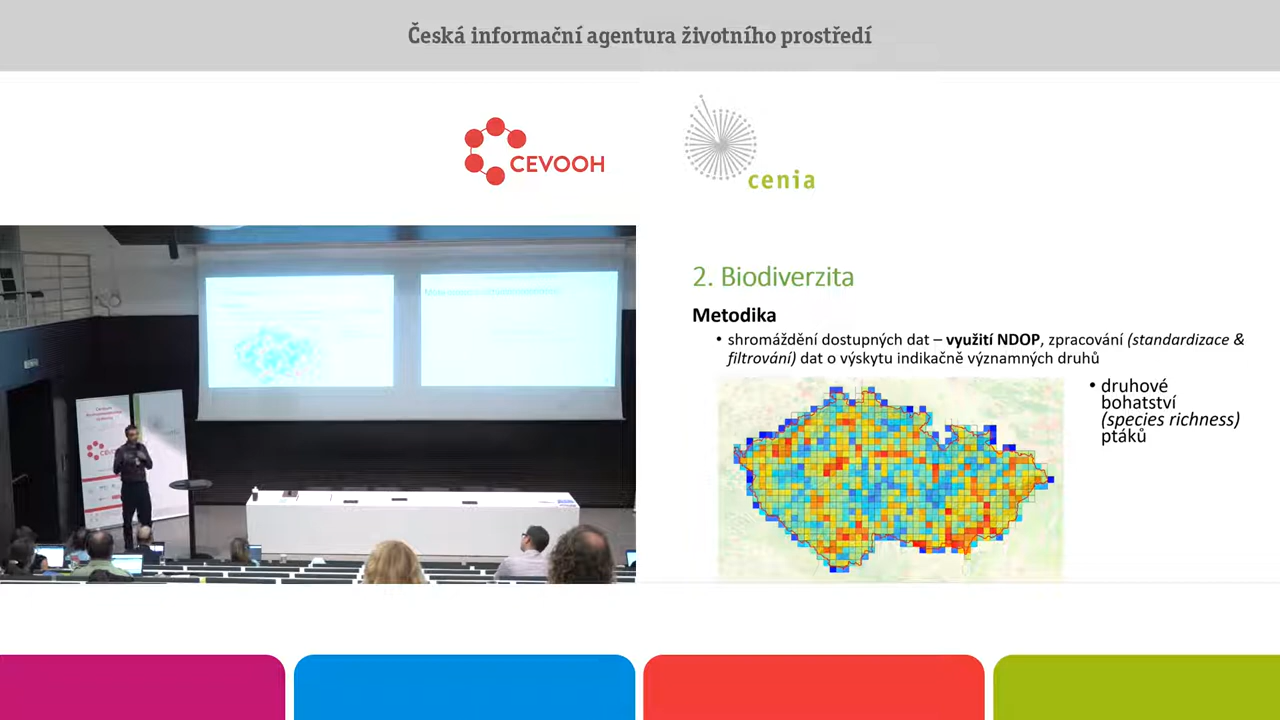 Česká informační agentura životního prostředí
CEVOOH
cenia
2. Biodiverzita
Metodika
• shromáždění dostupných dat – využití NDOP, zpracování (standardizace &
filtrování) dat o výskytu indikačně významných druhů
• druhové
bohatství
(species richness)
ptáků